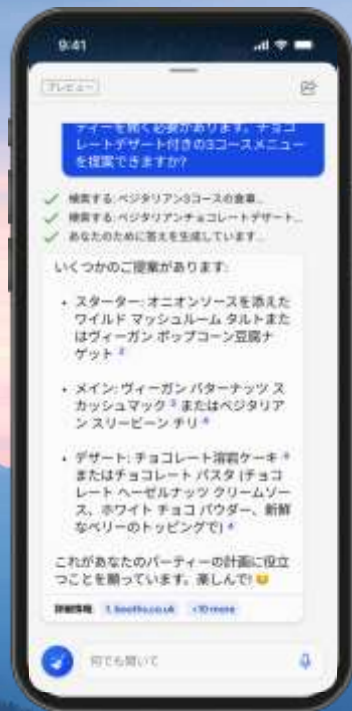 9:41
プレビュー
ティーを開く必要があります。チョコ
レートデザート付きの3コースメニュー
を提案できますか?
検索する: ベジタリアン3コースの食事...
検索する: ベジタリアンチョコレートデザート...
あなたのために答えを生成しています...
いくつかのご提案があります:
• スターター: オニオンソースを添えた
ワイルド マッシュルーム タルトまた
はヴィーガン ポップコーン豆腐ナ
ゲット
• メイン: ヴィーガン バターナッツ ス
カッシュマック またはベジタリア
ン スリービーン チリ
• デザート: チョコレート溶岩ケーキ
またはチョコレート パスタ (チョコ
レート ヘーゼルナッツ クリームソー
ス、ホワイト チョコ パウダー、新鮮
なベリーのトッピングで)
これがあなたのパーティーの計画に役立
つことを願っています。楽しんで!
詳細情報 1. booths.co.uk +10 more
何でも聞いて